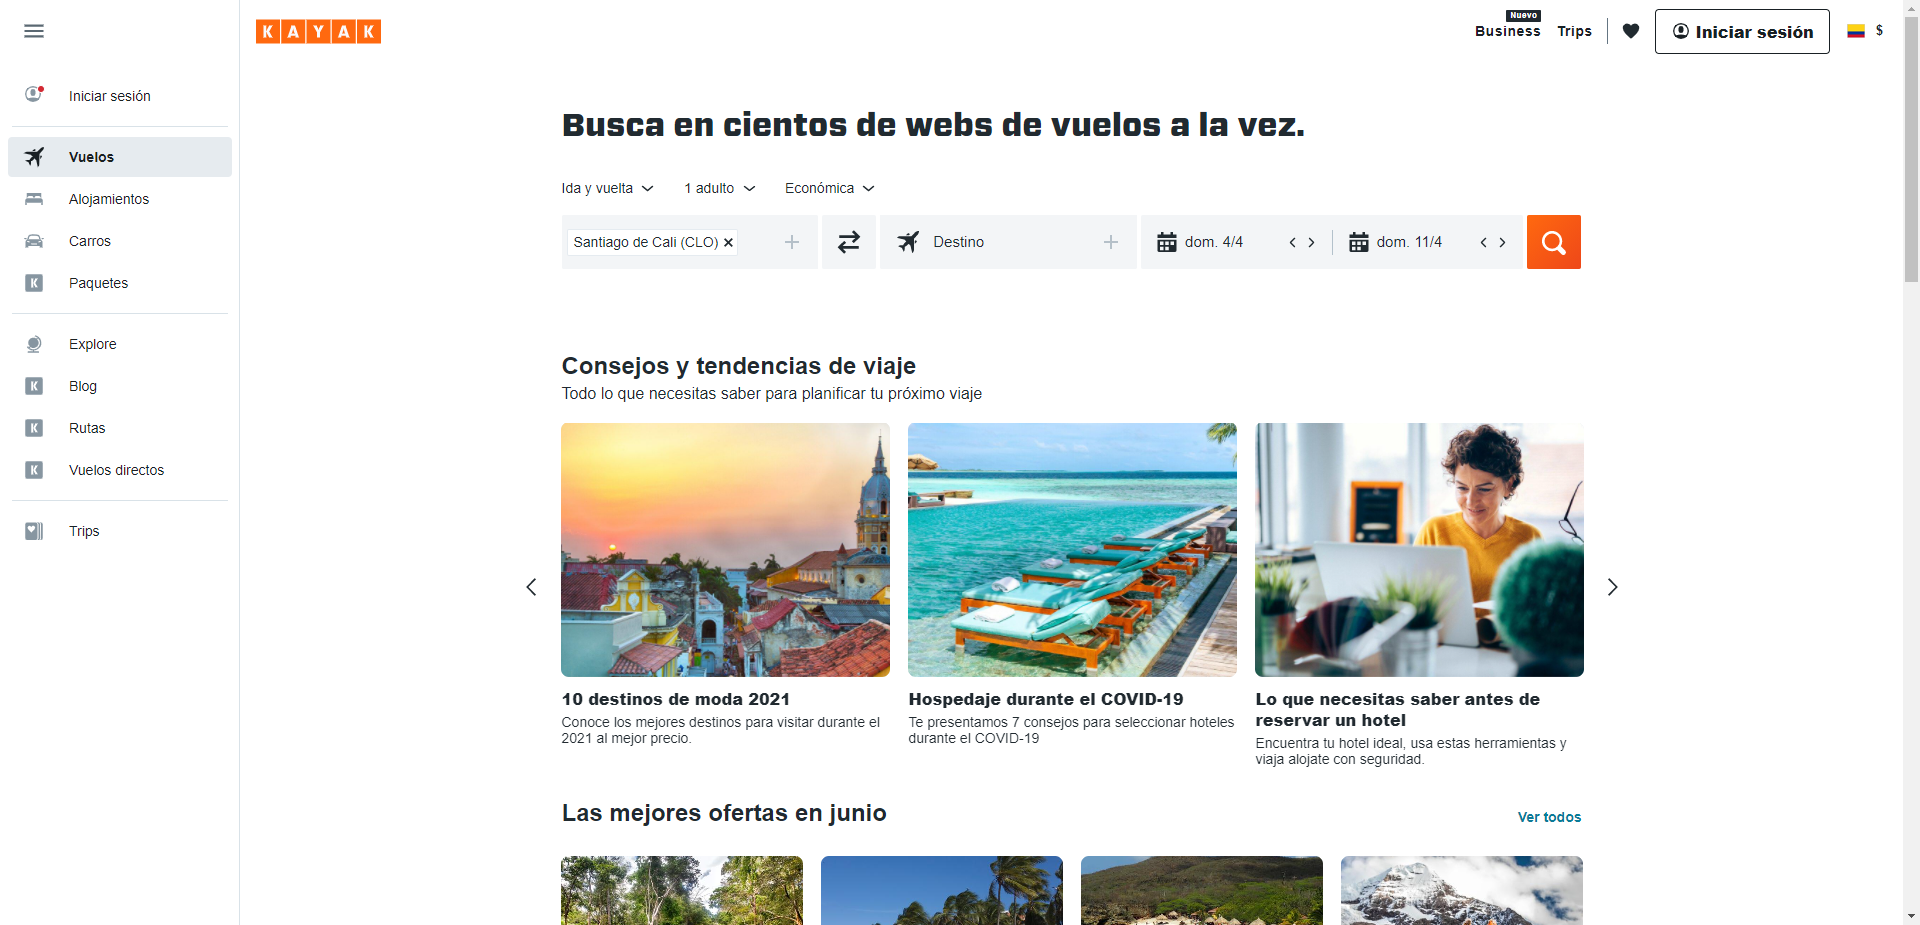 KAYAK
Nuevo
Business
Trips
Iniciar sesión
$
Iniciar sesión
Vuelos
Alojamientos
Carros
K
Paquetes
Explore
K
Blog
K
Rutas
K
Vuelos directos
Trips
Busca en cientos de webs de vuelos a la vez.
Ida y vuelta
1 adulto
Económica
Santiago de Cali (CLO)
Destino
dom. 4/4
dom. 11/4
Consejos y tendencias de viaje
Todo lo que necesitas saber para planificar tu próximo viaje
10 destinos de moda 2021
Conoce los mejores destinos para visitar durante el
2021 al mejor precio.
Hospedaje durante el COVID-19
Te presentamos 7 consejos para seleccionar hoteles
durante el COVID-19
Lo que necesitas saber antes de
reservar un hotel
Encuentra tu hotel ideal, usa estas herramientas y
viaja alojate con seguridad.
Las mejores ofertas en junio
Ver todos